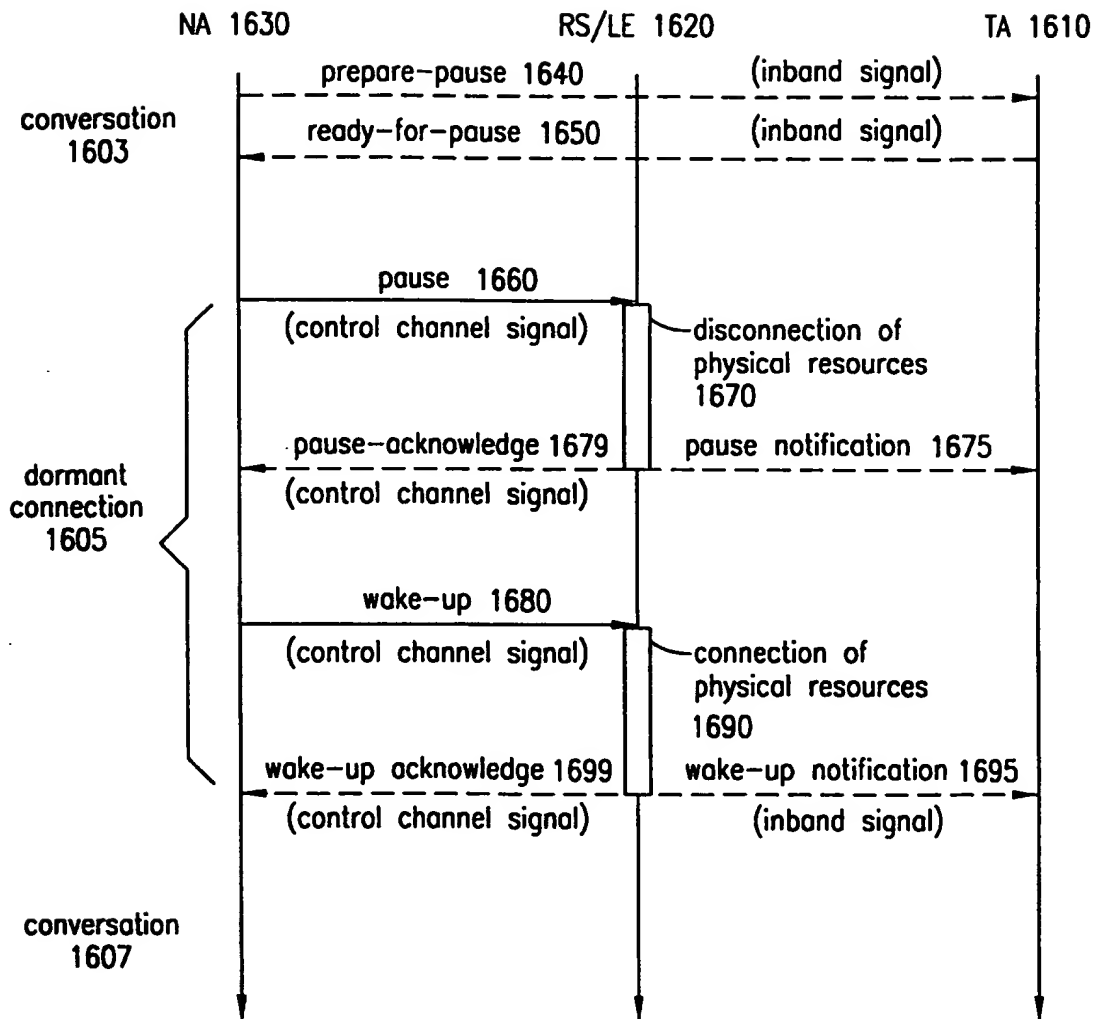 NA 1630 RS/LE 1620 TA 1610
prepare-pause 1640 (inband signal)
conversation
1603
ready-for-pause 1650 (inband signal)
pause 1660
(control channel signal)
disconnection of
physical resources
1670
pause-acknowledge 1679 pause notification 1675
(control channel signal)
dormant
connection
1605
wake-up 1680
(control channel signal)
connection of
physical resources
1690
wake-up acknowledge 1699 wake-up notification 1695
(control channel signal) (inband signal)
conversation
1607